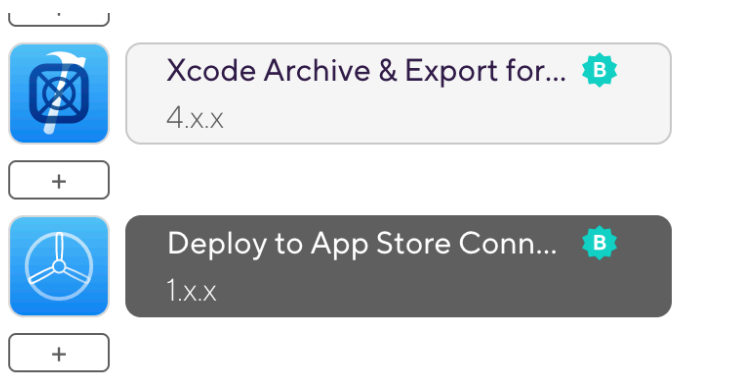 Xcode Archive & Export for... B
4.x.x
+
Deploy to App Store Conn... B
1.x.x
+